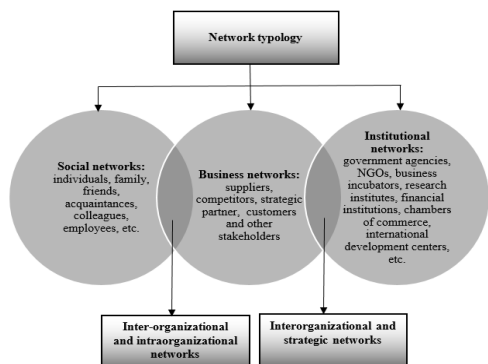 Network typology
Social networks:
individuals, family,
friends,
acquaintances,
colleagues,
employees, etc.
Business networks:
suppliers,
competitors, strategic
partner, customers
and other
stakeholders
Institutional
networks:
government agencies,
NGOs, business
incubators, research
institutes, financial
institutions, chambers
of commerce,
international
development centers,
etc.
Inter-organizational
and intraorganizational
networks
Interorganizational and
strategic networks